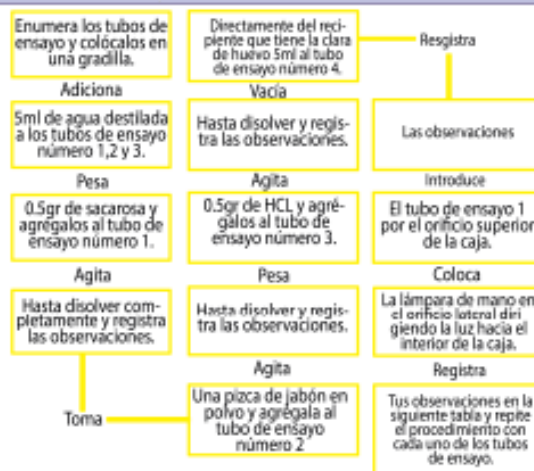 Enumera los tubos de
ensayo y colócalos en
una gradilla.
Adiciona
5ml de agua destilada
a los tubos de ensayo
número 1,2 y 3.
Pesa
0.5gr de sacarosa y
agrégalos al tubo de
ensayo número 1.
Agita
Hasta disolver com-
pletamente y registra
las observaciones.
Toma
Una pizca de jabón en
polvo y agrégala al
tubo de ensayo
número 2
Agita
Hasta disolver y regis-
tra las observaciones.
Pesa
0.5gr de HCL y agré-
galos al tubo de
ensayo número 3.
Agita
Hasta disolver y regis-
tra las observaciones.
Vacía
Directamente del reci-
piente que tiene la clara
de huevo 5ml al tubo
de ensayo número 4.
Resgistra
Las observaciones
Introduce
El tubo de ensayo 1
por el orificio superior
de la caja.
Coloca
La lámpara de mano en
el orificio lateral diri
giendo la luz hacia el
interior de la caja.
Registra
Tus observaciones en la
siguiente tabla y repite
el procedimiento con
cada uno de los tubos
de ensayo.